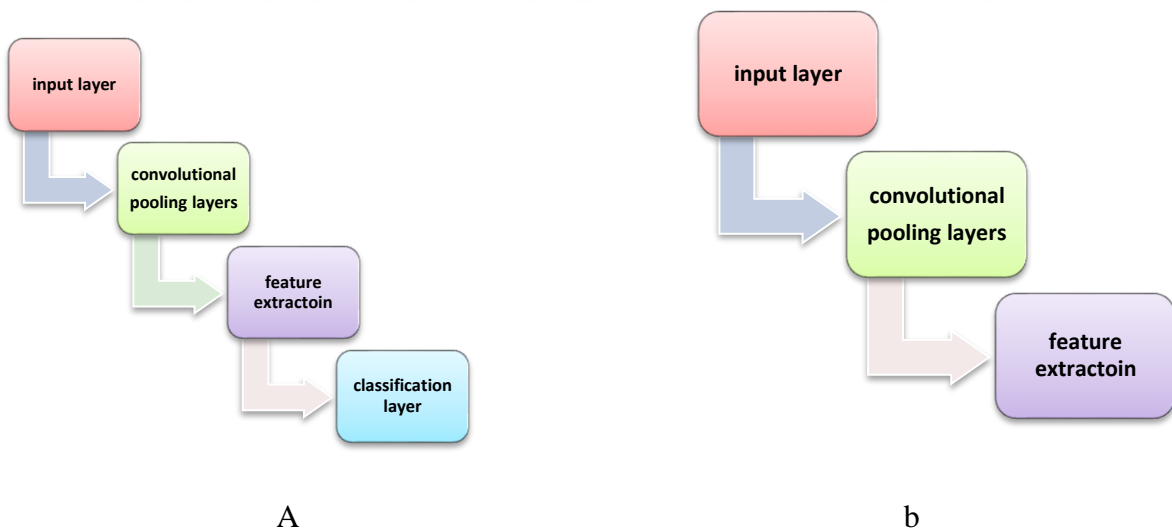 input layer
convolutional
pooling layers
feature
extractoin
classification
layer
A
input layer
convolutional
pooling layers
feature
extractoin
b